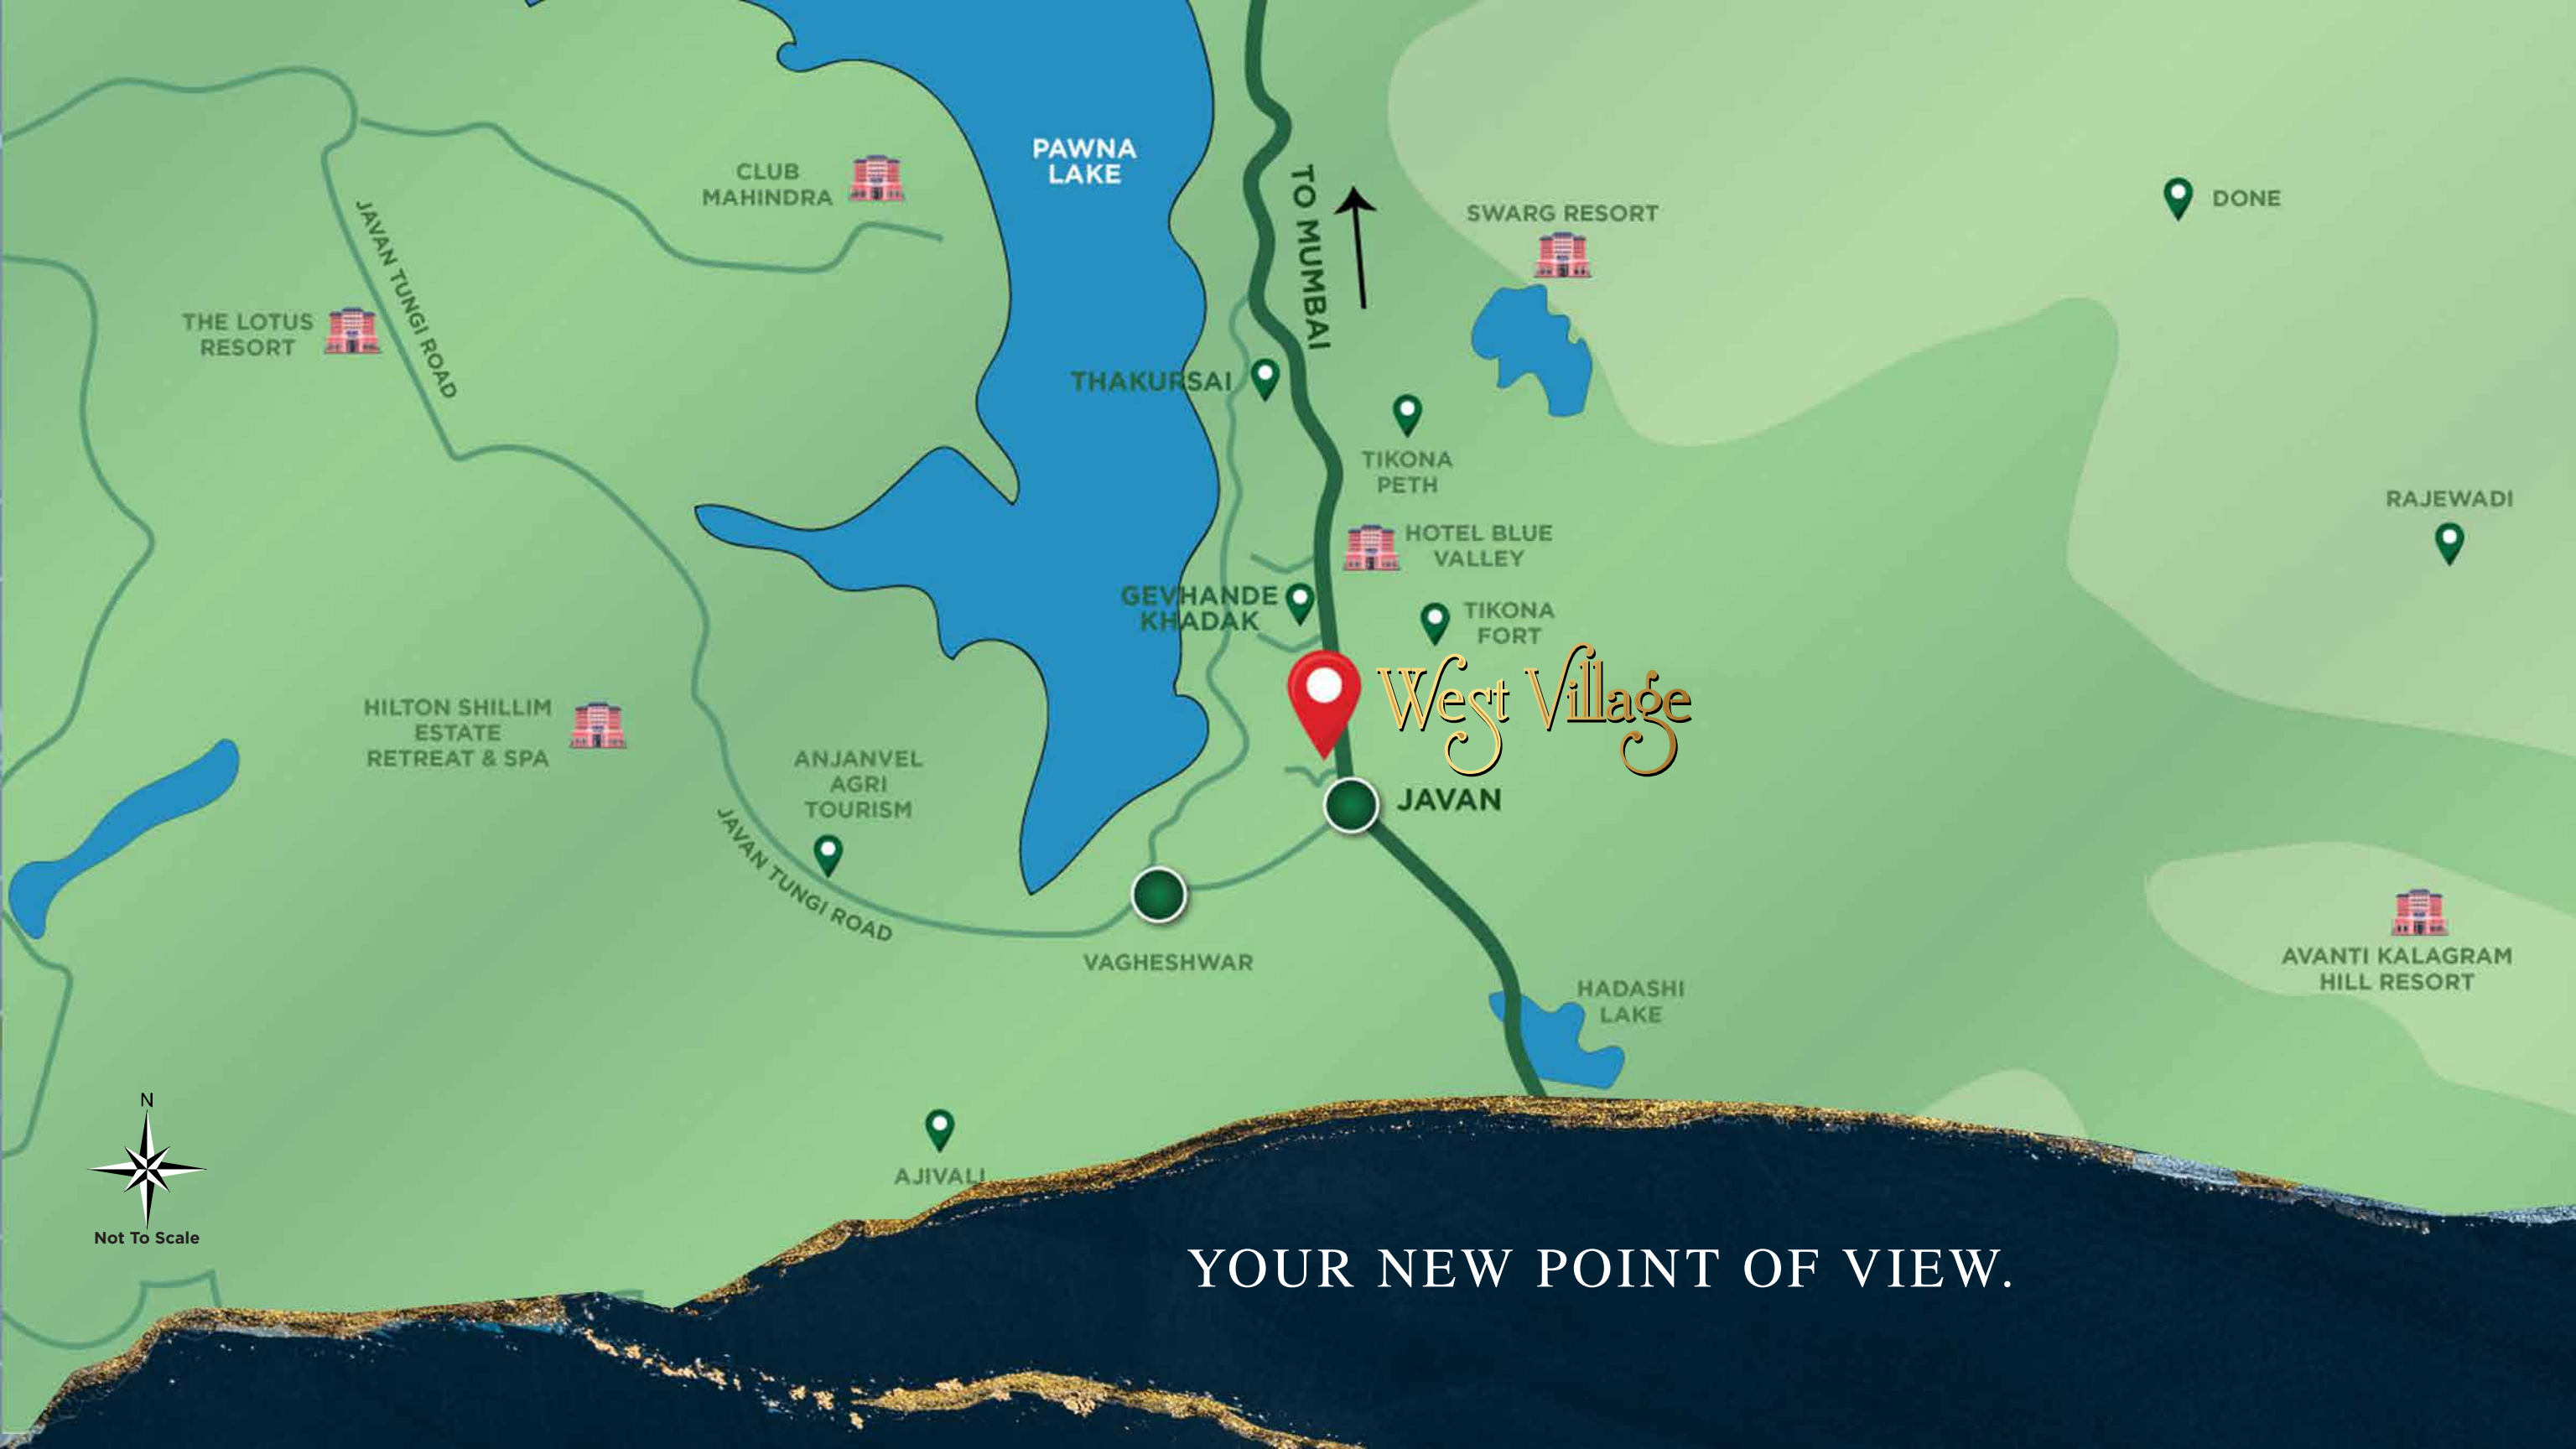 PAWNA
LAKE
CLUB
MAHINDRA
TO MUMBAI
SWARG RESORT
DONE
JAVAN TUNGI ROAD
THE LOTUS
RESORT
THAKURSAI
TIKONA
PETH
RAJEWADI
HOTEL BLUE
VALLEY
GEVHANDE
KHADAK
TIKONA
FORT
West Village
HILTON SHILLIM
ESTATE
RETREAT & SPA
ANJANVEL
AGRI
TOURISM
JAVAN
JAVAN TUNGI ROAD
VAGHESHWAR
AVANTI KALAGRAM
HILL RESORT
HADASHI
LAKE
N
Not To Scale
AJIVALI
YOUR NEW POINT OF VIEW.